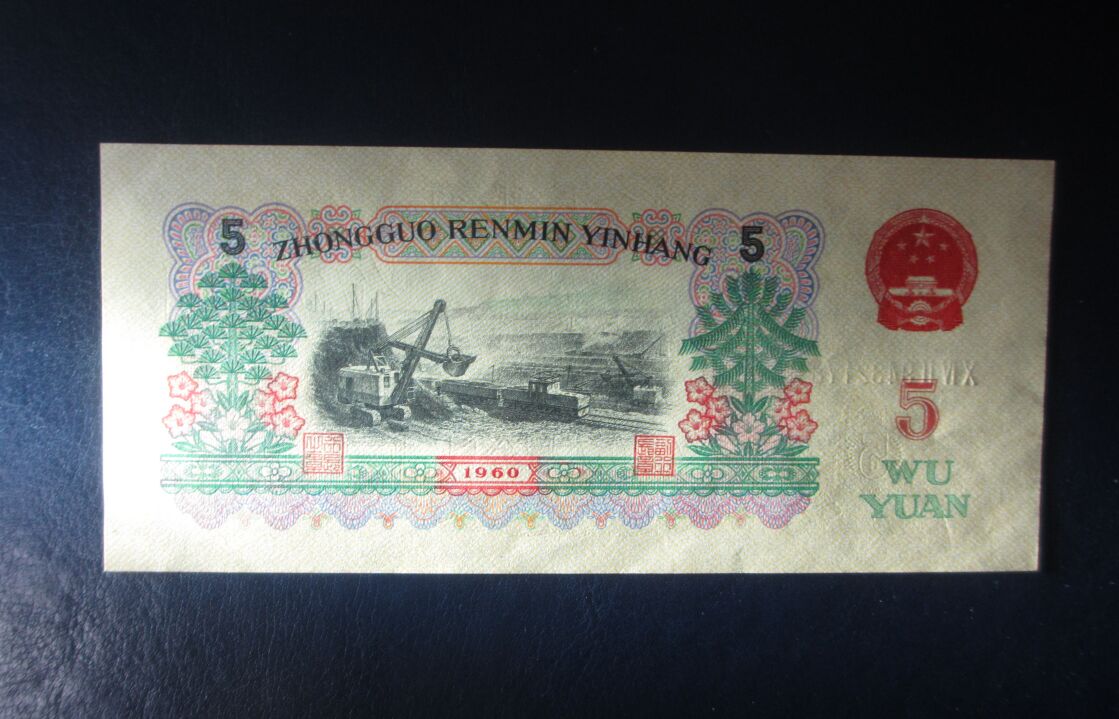 5 ZHONGGUO RENMIN YINHANG 5
5
1960
WU
YUAN